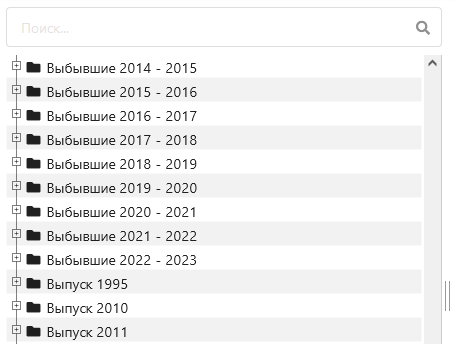 Поиск...
Выбывшие 2014 - 2015
Выбывшие 2015 - 2016
Выбывшие 2016 - 2017
Выбывшие 2017 - 2018
Выбывшие 2018 - 2019
Выбывшие 2019 - 2020
Выбывшие 2020 - 2021
Выбывшие 2021 - 2022
Выбывшие 2022 - 2023
Выпуск 1995
Выпуск 2010
Выпуск 2011